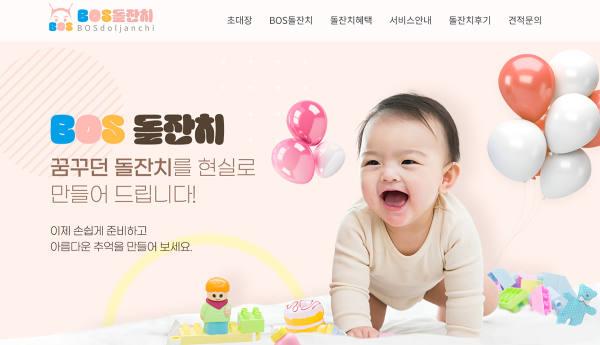 BOS돌잔치
BOSdoljanchi
BOS
초대장 BOS돌잔치 돌잔치혜택 서비스안내 돌잔치후기 견적문의
BOS 돌잔치
꿈꾸던 돌잔치를 현실로
만들어 드립니다!
이제 손쉽게 준비하고
아름다운 추억을 만들어 보세요.